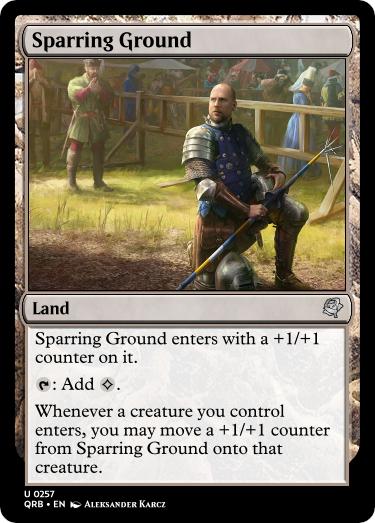 Sparring Ground
Land
Sparring Ground enters with a +1/+1
counter on it.
: Add .
Whenever a creature you control
enters, you may move a +1/+1 counter
from Sparring Ground onto that
creature.
U 0257
QRB • EN Aleksander Karcz